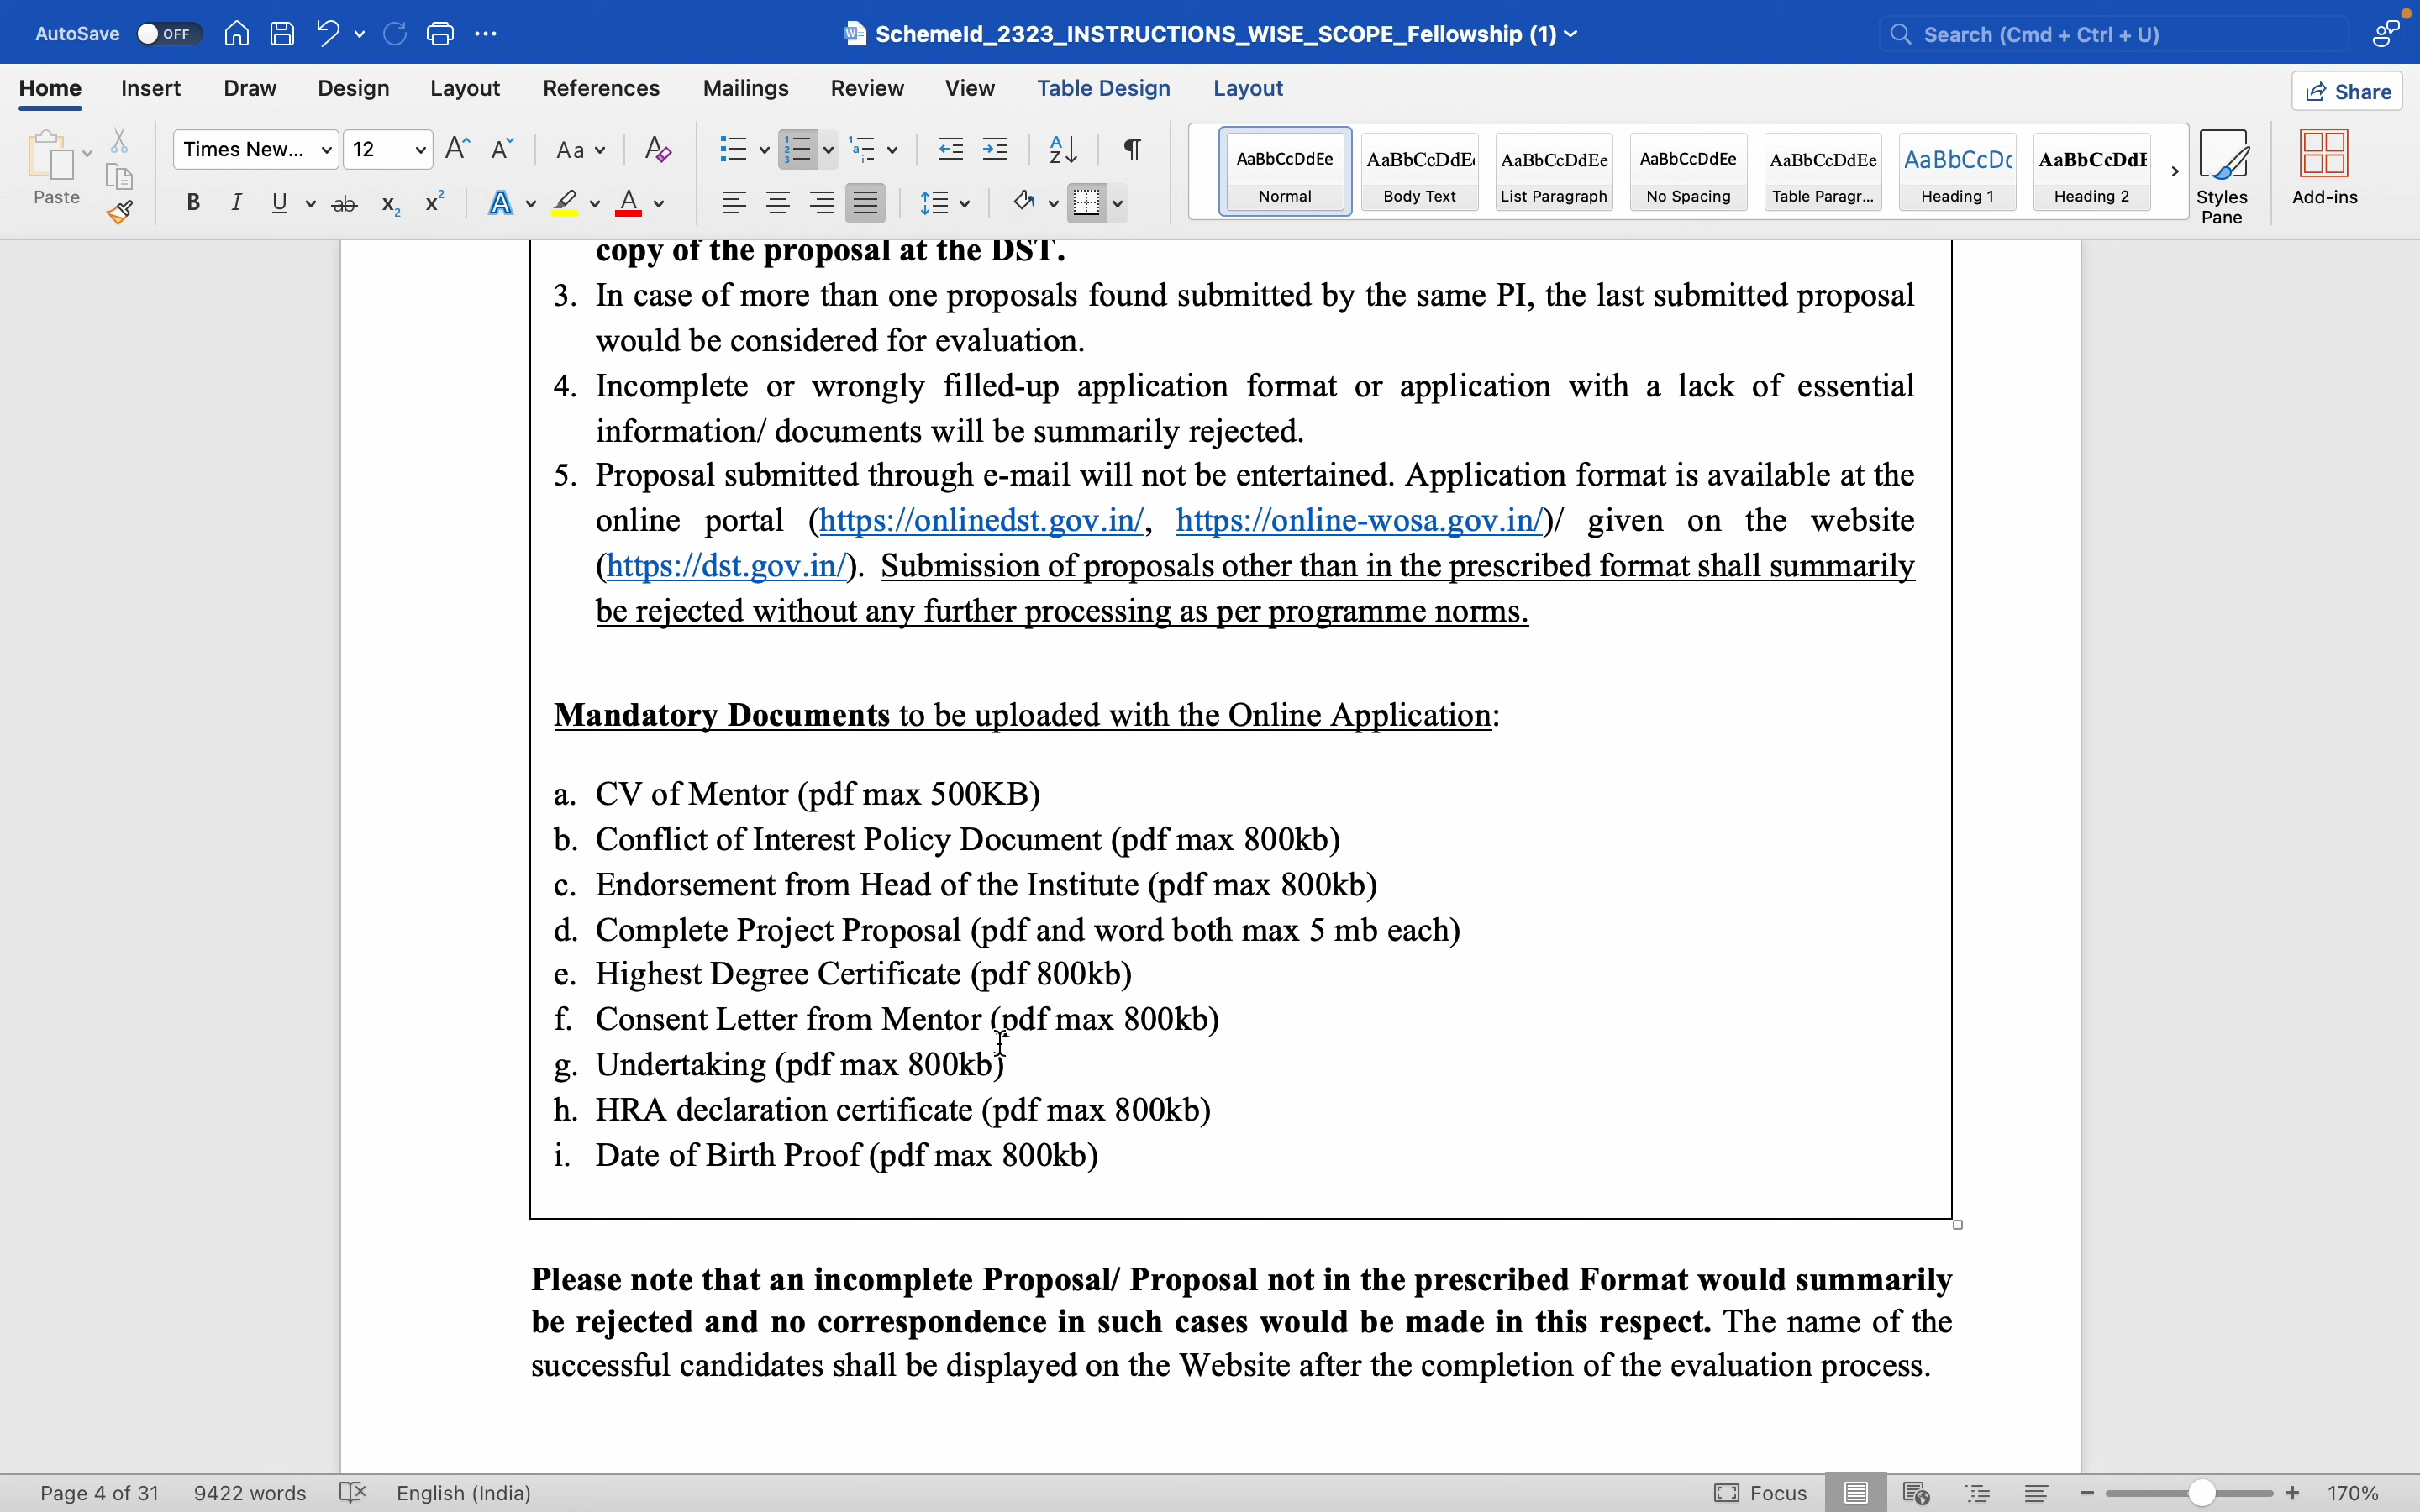 AutoSave OFF
SchemeId_2323_INSTRUCTIONS_WISE_SCOPE_Fellowship (1)
Search (Cmd + Ctrl + U)
Home Insert Draw Design Layout References Mailings Review View Table Design Layout
Share
Paste
Times New... 12
AaBbCcDdEe Normal
AaBbCcDdEe Body Text
AaBbCcDdEe List Paragraph
AaBbCcDdEe No Spacing
AaBbCcDdEe Table Paragr...
AaBbCcDc Heading 1
AaBbCcDdE Heading 2
Styles Pane
Add-ins
copy of the proposal at the DST.
3. In case of more than one proposals found submitted by the same PI, the last submitted proposal
would be considered for evaluation.
4. Incomplete or wrongly filled-up application format or application with a lack of essential
information/ documents will be summarily rejected.
5. Proposal submitted through e-mail will not be entertained. Application format is available at the
online portal (https://onlinedst.gov.in/, https://online-wosa.gov.in/)/ given on the website
(https://dst.gov.in/). Submission of proposals other than in the prescribed format shall summarily
be rejected without any further processing as per programme norms.
Mandatory Documents to be uploaded with the Online Application:
a. CV of Mentor (pdf max 500KB)
b. Conflict of Interest Policy Document (pdf max 800kb)
c. Endorsement from Head of the Institute (pdf max 800kb)
d. Complete Project Proposal (pdf and word both max 5 mb each)
e. Highest Degree Certificate (pdf 800kb)
f. Consent Letter from Mentor (pdf max 800kb)
g. Undertaking (pdf max 800kb)
h. HRA declaration certificate (pdf max 800kb)
i. Date of Birth Proof (pdf max 800kb)
Please note that an incomplete Proposal/ Proposal not in the prescribed Format would summarily
be rejected and no correspondence in such cases would be made in this respect. The name of the
successful candidates shall be displayed on the Website after the completion of the evaluation process.
Page 4 of 31 9422 words English (India) Focus 170%